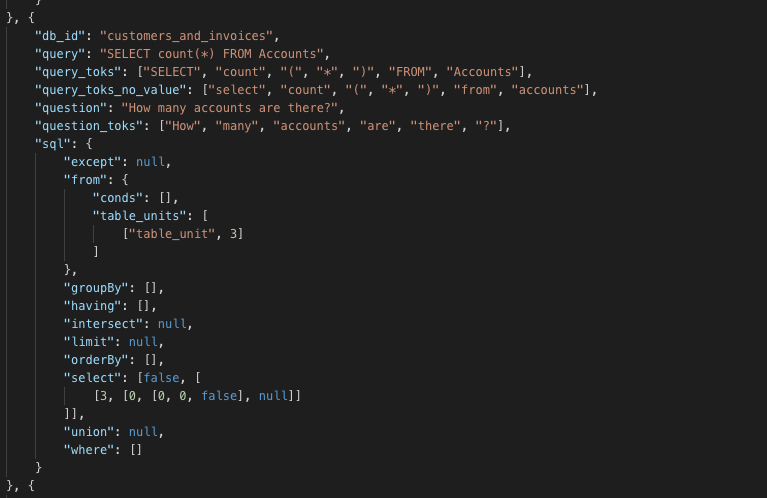 }
}, {
"db_id": "customers_and_invoices",
"query": "SELECT count(*) FROM Accounts",
"query_toks": ["SELECT", "count", "(", "*", ")", "FROM", "Accounts"],
"query_toks_no_value": ["select", "count", "(", "*", ")", "from", "accounts"],
"question": "How many accounts are there?",
"question_toks": ["How", "many", "accounts", "are", "there", "?"],
"sql": {
"except": null,
"from": {
"conds": [],
"table_units": [
["table_unit", 3]
]
},
"groupBy": [],
"having": [],
"intersect": null,
"limit": null,
"orderBy": [],
"select": [false, [
[3, [0, [0, 0, false], null]]
]],
"union": null,
"where": []
}
}, {